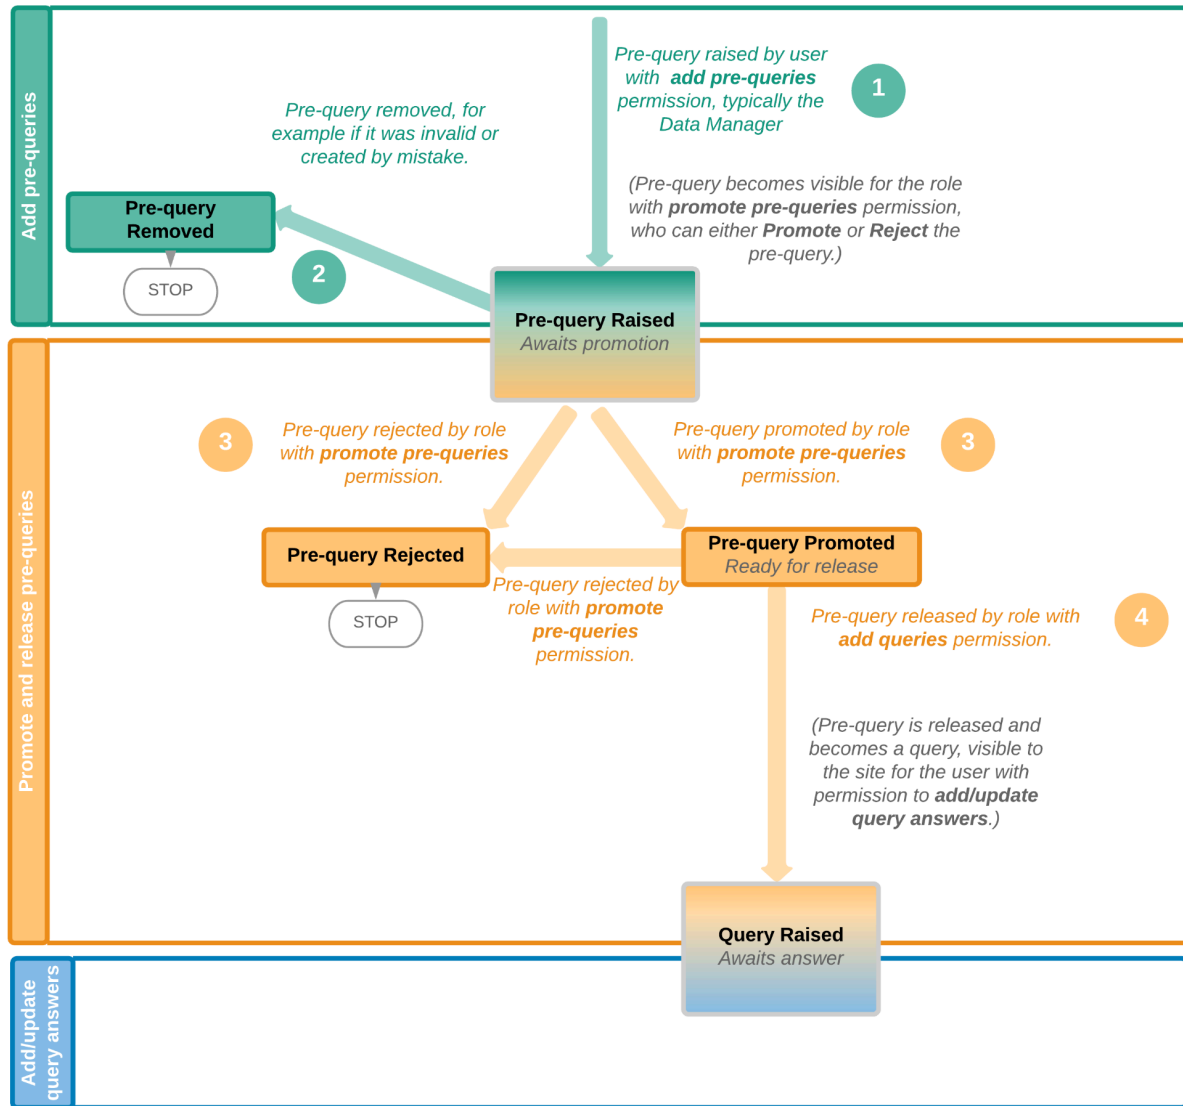 Add pre-queries
Pre-query raised by user
with add pre-queries
permission, typically the
Data Manager
1
Pre-query removed, for
example if it was invalid or
created by mistake.
(Pre-query becomes visible for the role
with promote pre-queries permission,
who can either Promote or Reject the
pre-query.)
Pre-query
Removed
STOP
2
Pre-query Raised
Awaits promotion
Promote and release pre-queries
3
Pre-query rejected by role
with promote pre-queries
permission.
Pre-query promoted by role
with promote pre-queries
permission.
3
Pre-query Rejected
STOP
Pre-query Promoted
Ready for release
Pre-query rejected by
role with promote
pre-queries
permission.
Pre-query released by role with
add queries permission.
4
(Pre-query is released and
becomes a query, visible to
the site for the user with
permission to add/update
query answers.)
Query Raised
Awaits answer
Add/update
query answers